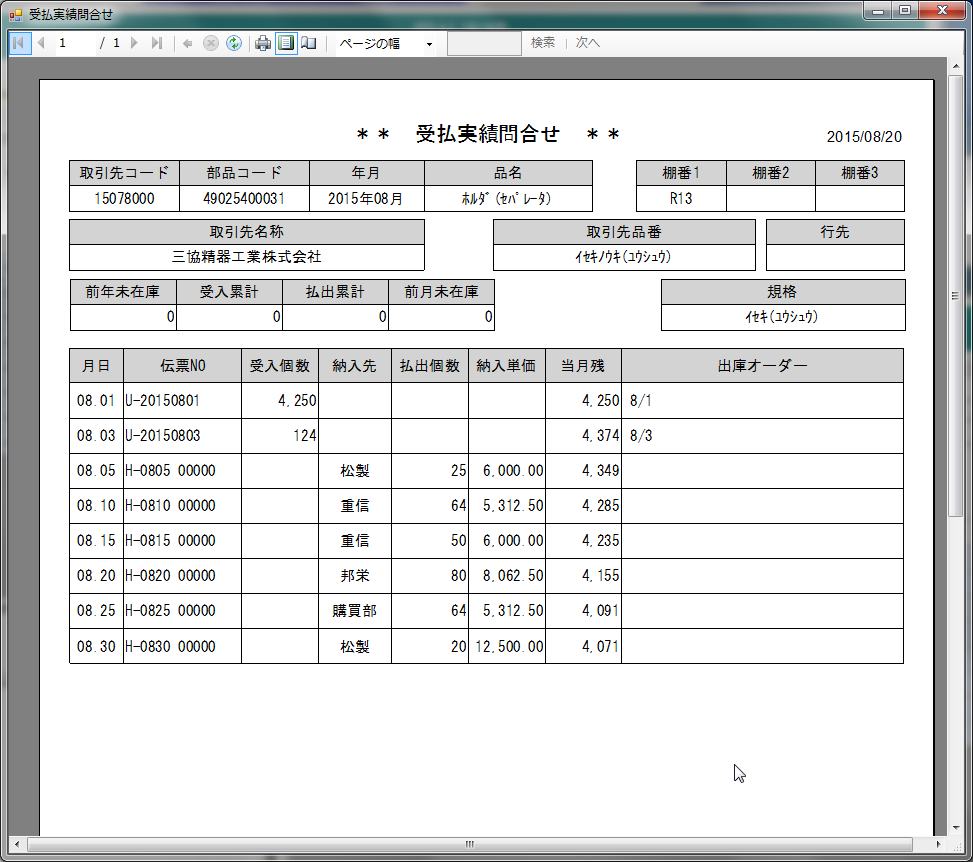 受払実績問合せ
1 / 1 ページの幅 検索 次へ
** 受払実績問合せ **
2015/08/20
取引先コード 部品コード 年月 品名 棚番1 棚番2 棚番3
15078000 49025400031 2015年08月 ﾎﾙﾀﾞ(ｾﾊﾟﾚｰﾀ) R13
取引先名称 取引先品番 行先
三協精器工業株式会社 ｲｾｷﾉｳｷ(ﾕｳｼｭｳ)
前年末在庫 受入累計 払出累計 前月末在庫 規格
0 0 0 0 ｲｾｷ(ﾕｳｼｭｳ)
月日 伝票NO 受入個数 納入先 払出個数 納入単価 当月残 出庫オーダー
08.01 U-20150801 4,250 4,250 8/1
08.03 U-20150803 124 4,374 8/3
08.05 H-0805 00000 松製 25 6,000.00 4,349
08.10 H-0810 00000 重信 64 5,312.50 4,285
08.15 H-0815 00000 重信 50 6,000.00 4,235
08.20 H-0820 00000 邦栄 80 8,062.50 4,155
08.25 H-0825 00000 購買部 64 5,312.50 4,091
08.30 H-0830 00000 松製 20 12,500.00 4,071